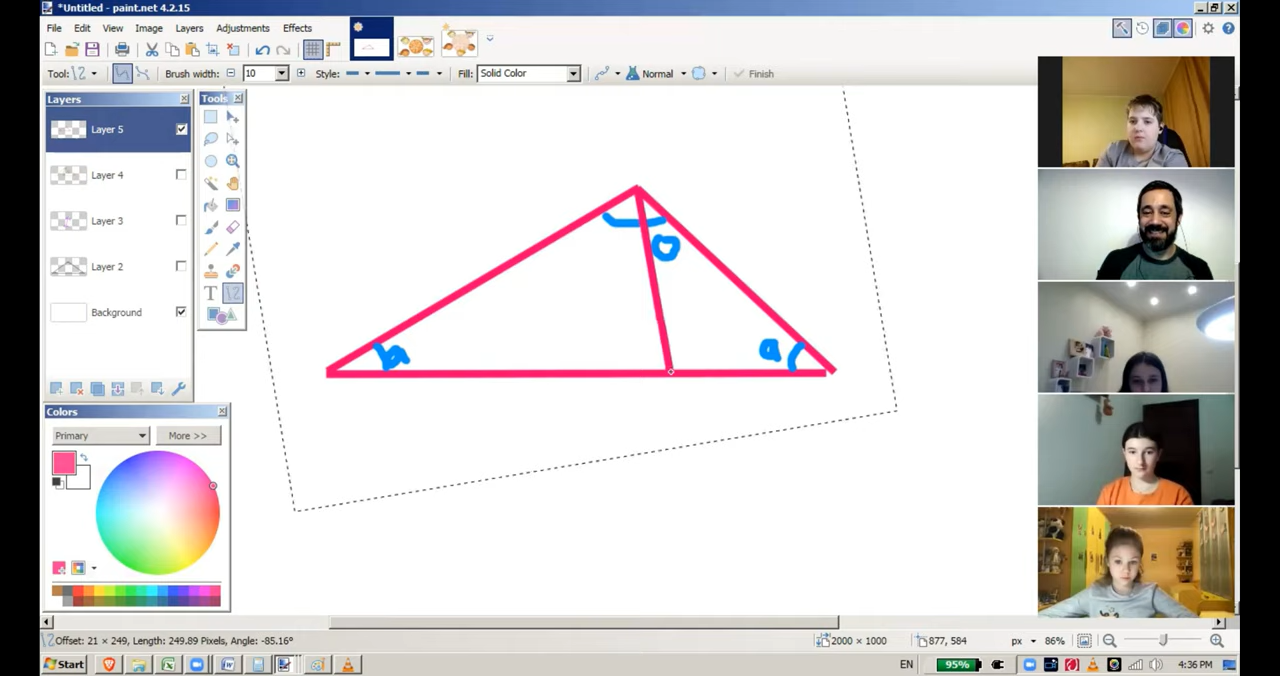 *Untitled - paint.net 4.2.15
File Edit View Image Layers Adjustments Effects
Tool: Brush width: 10 Style: Fill: Solid Color Normal Finish
Layers
Layer 5
Layer 4
Layer 3
Layer 2
Background
Tools
T
a
Colors
Primary More >>
Offset: 21 × 249, Length: 249.89 Pixels, Angle: -85.16° 2000 × 1000 877, 584 px 86%
Start EN 95% 4:36 PM